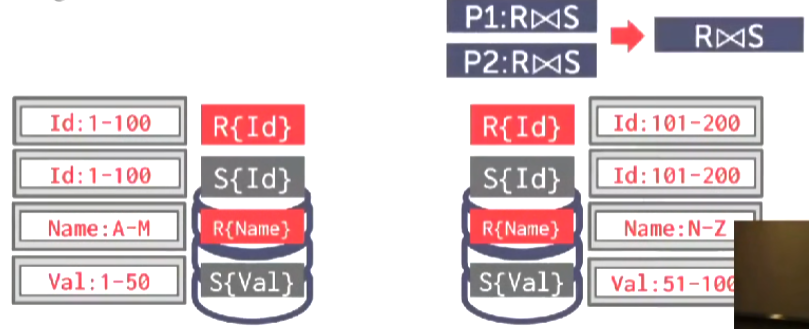 P1:R⋈S
P2:R⋈S
R⋈S
Id:1-100 R{Id} R{Id} Id:101-200
Id:1-100 S{Id} S{Id} Id:101-200
Name:A-M R{Name} R{Name} Name:N-Z
Val:1-50 S{Val} S{Val} Val:51-100